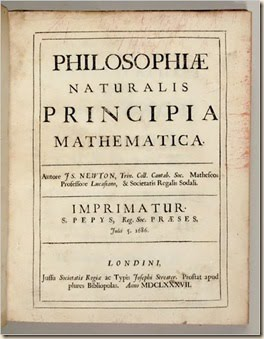 PHILOSOPHIÆ
NATURALIS
PRINCIPIA
MATHEMATICA.
Autore JS. NEWTON, Trin. Coll. Cantab. Soc. Matheseos
Professore Lucasiano, & Societatis Regalis Sodali.
IMPRIMATUR.
S. PEPYS, Reg. Soc. PRÆSES.
Julii 5. 1686.
LONDINI,
Jussu Societatis Regiæ ac Typis Josephi Streater. Prostat apud
plures Bibliopolas. Anno MDCLXXXVII.